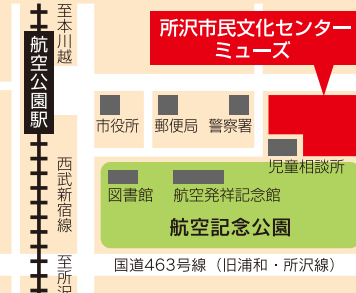 至本川越
所沢市民文化センター
ミューズ
航空公園駅
市役所
郵便局
警察署
児童相談所
西武新宿線
図書館
航空発祥記念館
航空記念公園
至所沢
国道463号線（旧浦和・所沢線）